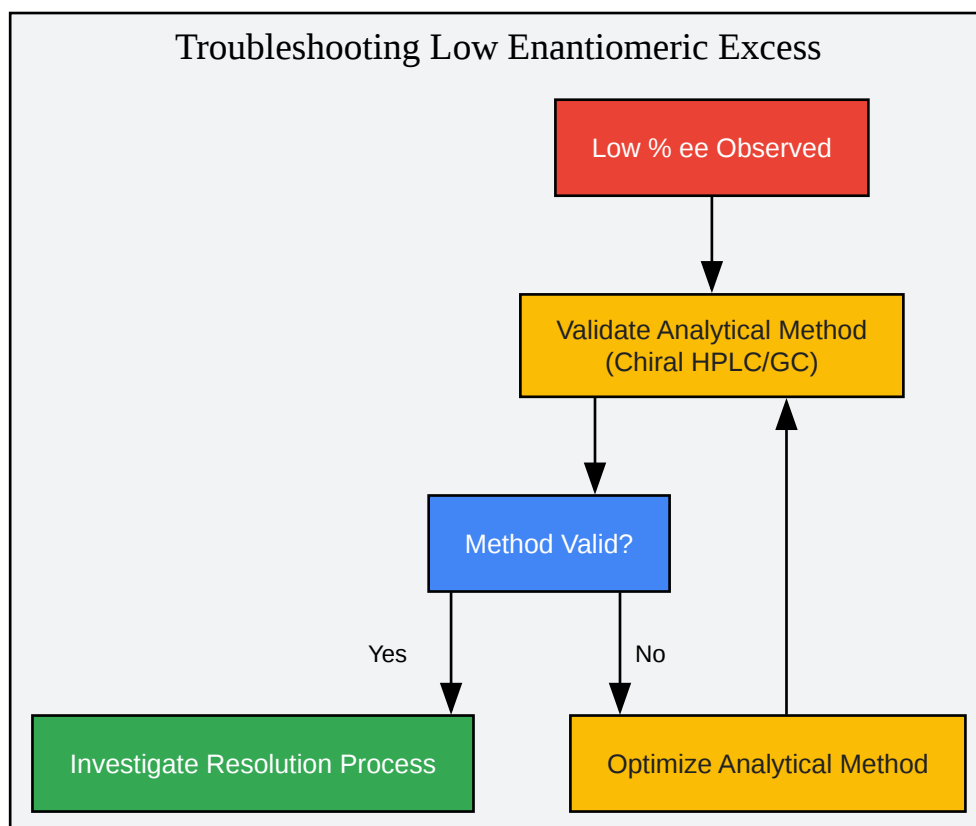 Troubleshooting Low Enantiomeric Excess
Low % ee Observed
Validate Analytical Method
(Chiral HPLC/GC)
Method Valid?
Yes
No
Investigate Resolution Process
Optimize Analytical Method